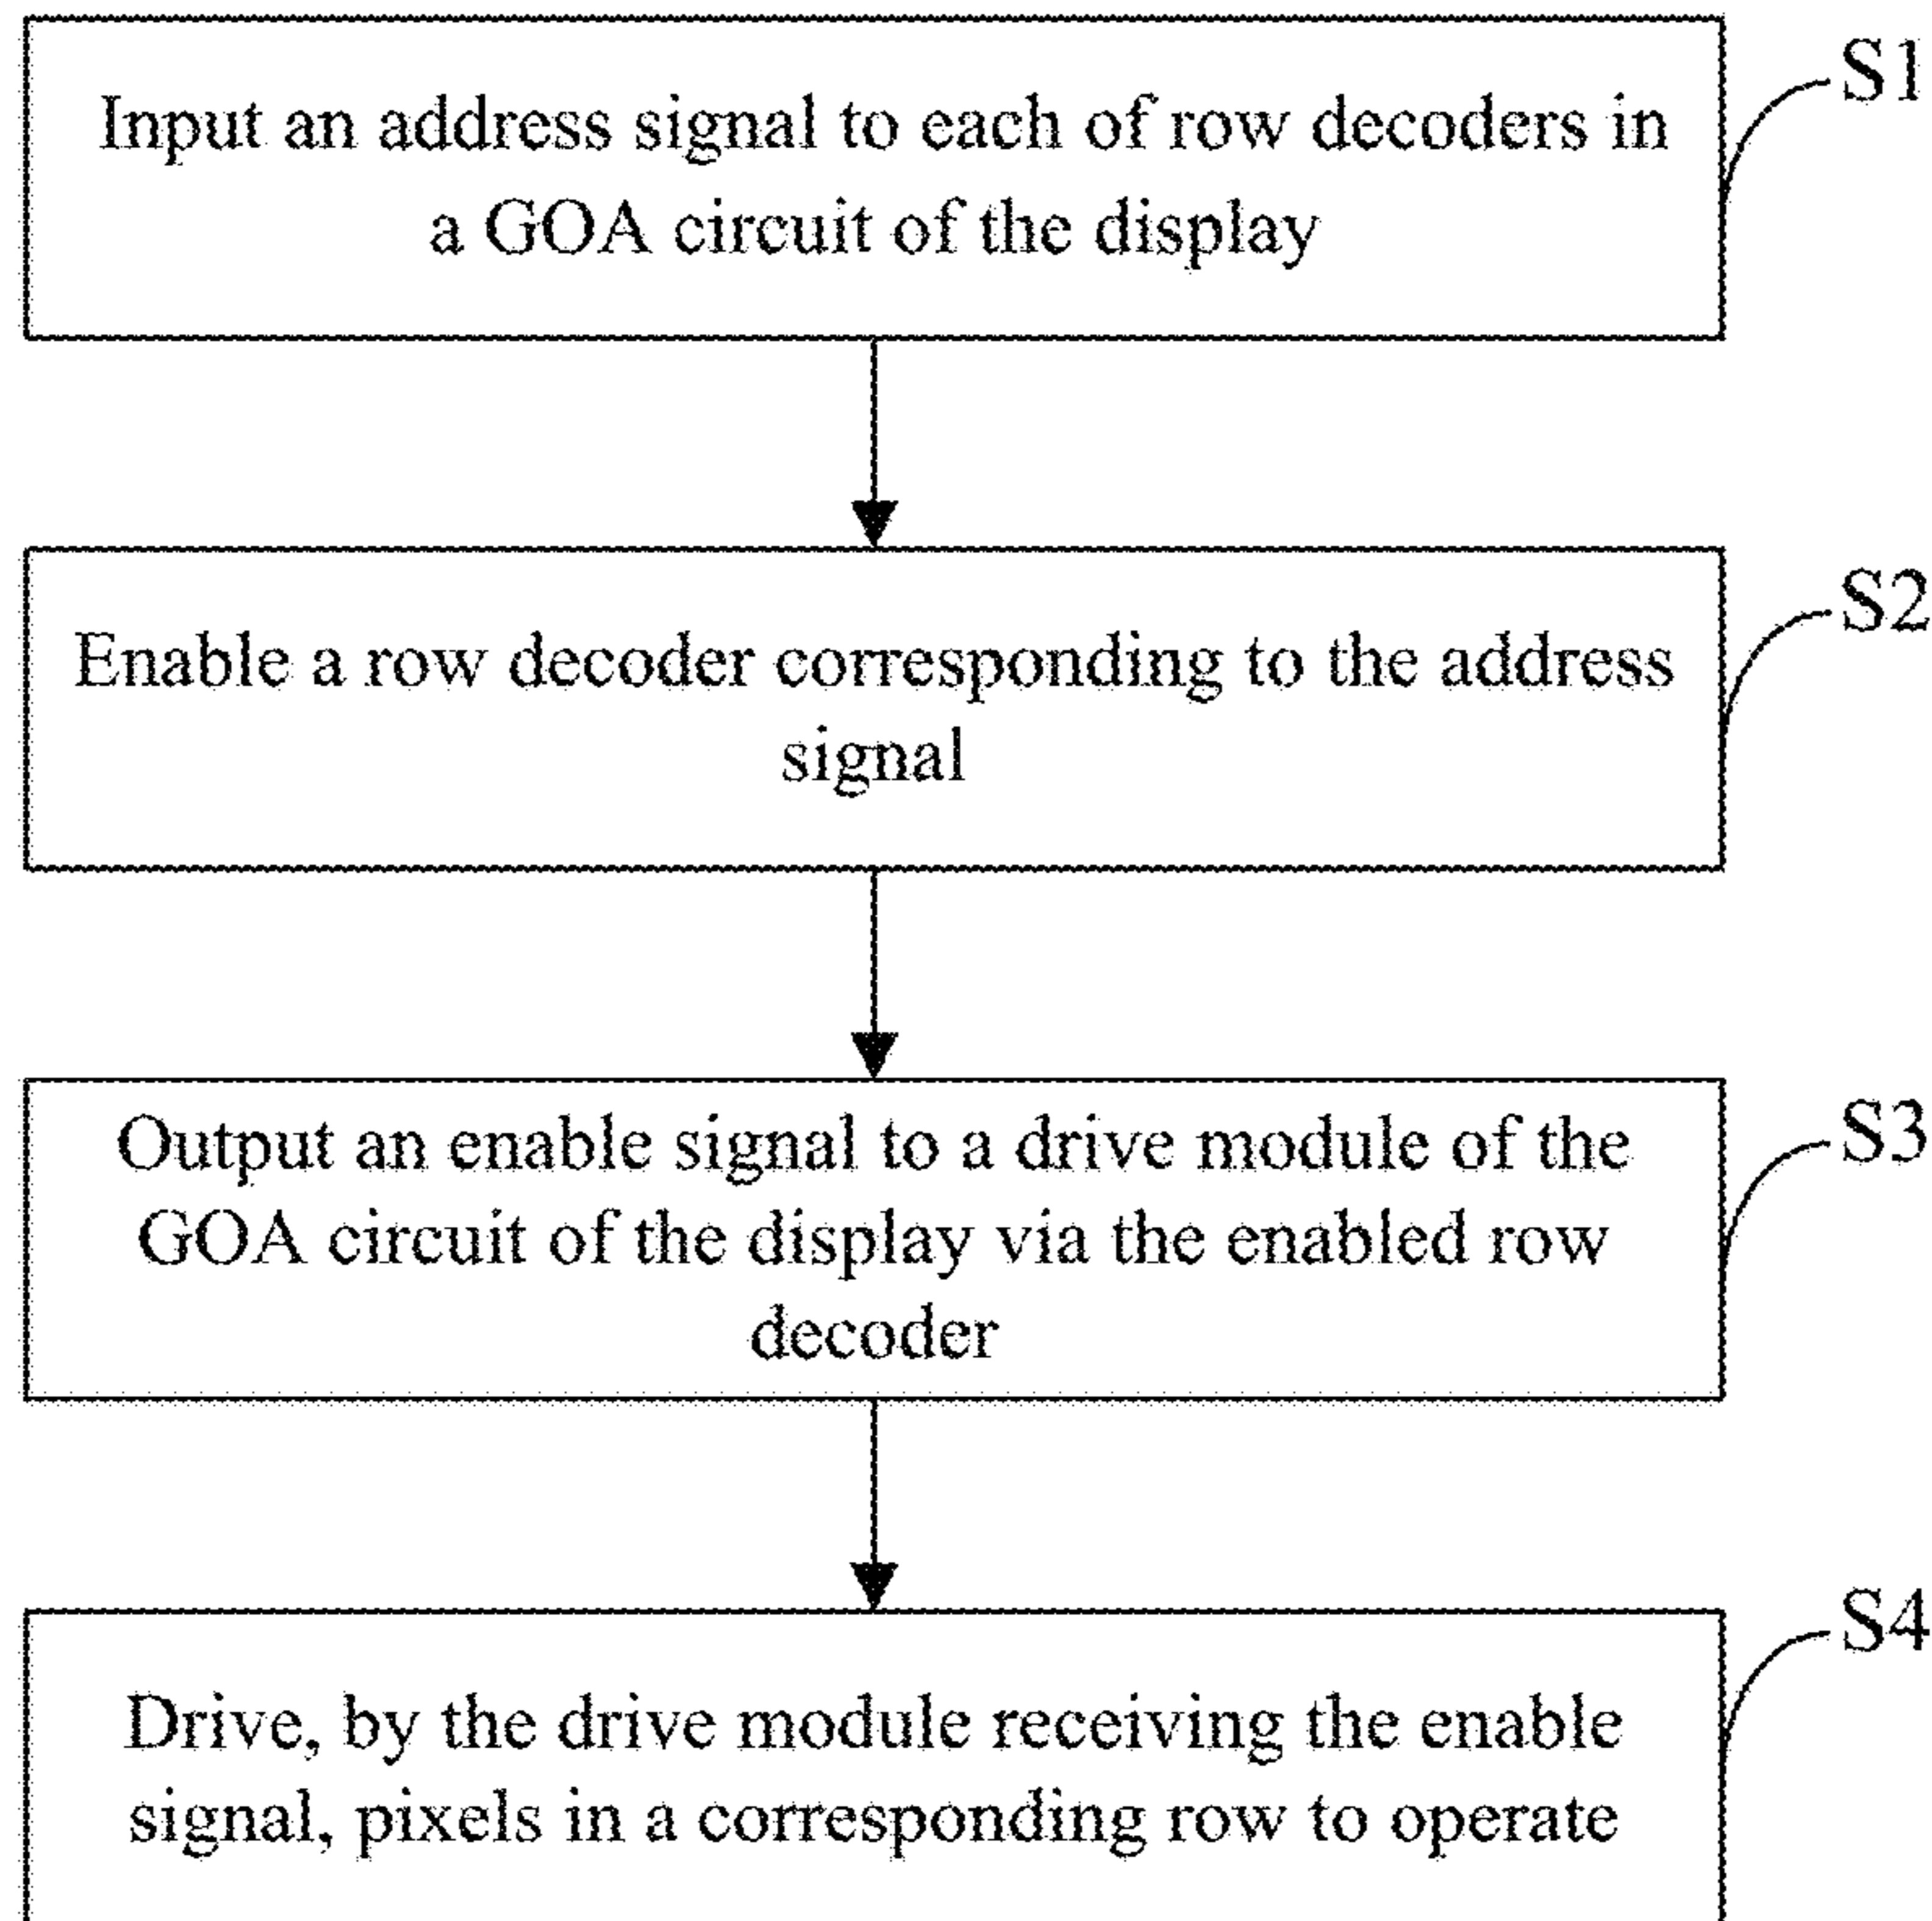 S1
Input an address signal to each of row decoders in
a GOA circuit of the display
S2
Enable a row decoder corresponding to the address
signal
S3
Output an enable signal to a drive module of the
GOA circuit of the display via the enabled row
decoder
S4
Drive, by the drive module receiving the enable
signal, pixels in a corresponding row to operate